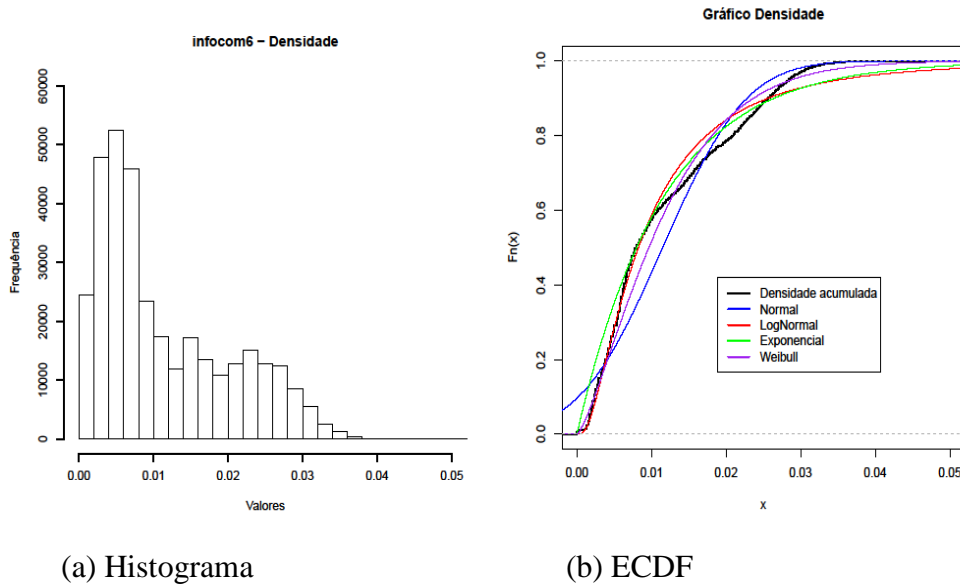 infocom6 − Densidade
Frequência
60000
50000
40000
30000
20000
10000
0
0.00 0.01 0.02 0.03 0.04 0.05
Valores
(a) Histograma
Gráfico Densidade
Fn(x)
1.0
0.8
0.6
0.4
0.2
0.0
Densidade acumulada
Normal
LogNormal
Exponencial
Weibull
0.00 0.01 0.02 0.03 0.04 0.05
x
(b) ECDF